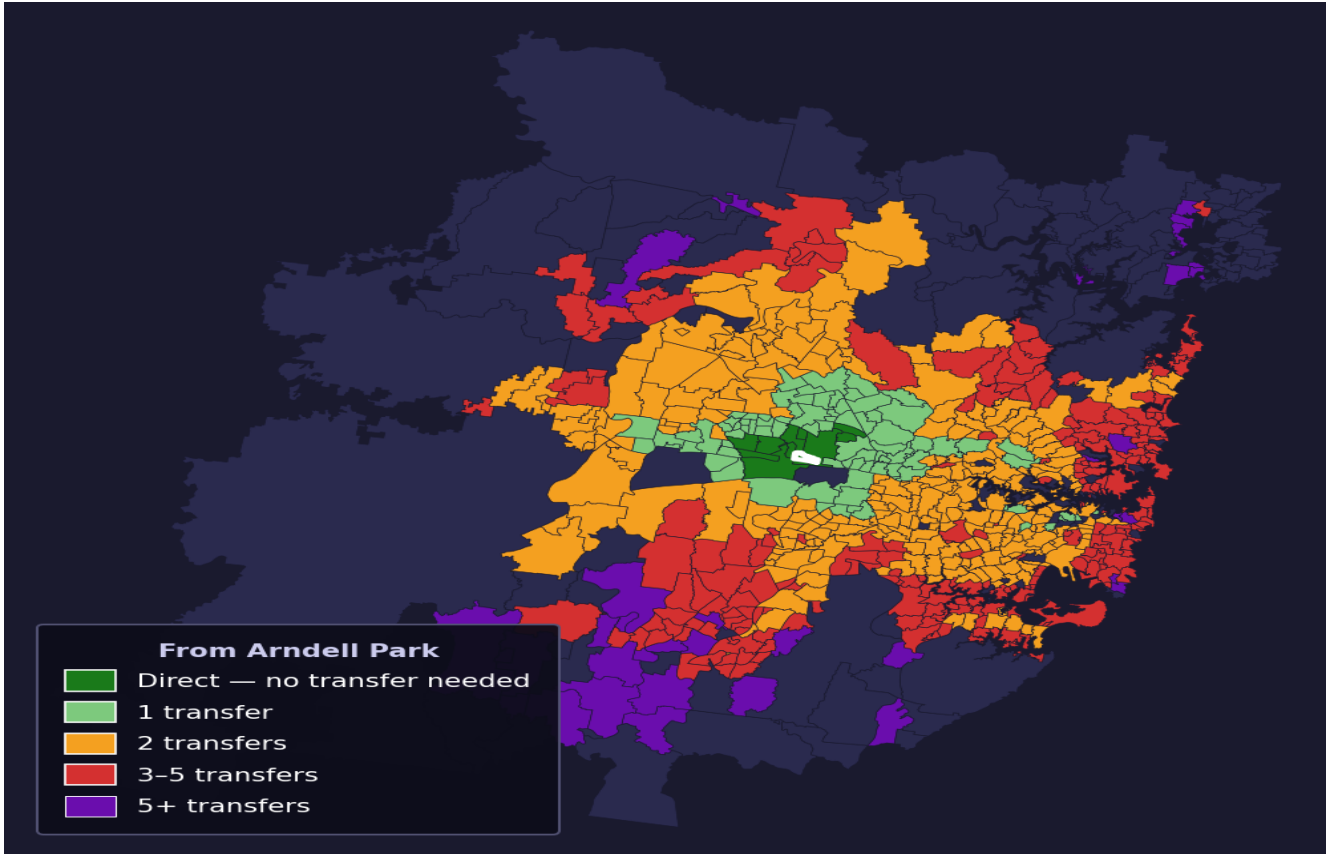 From Arndell Park
Direct — no transfer needed
1 transfer
2 transfers
3–5 transfers
5+ transfers